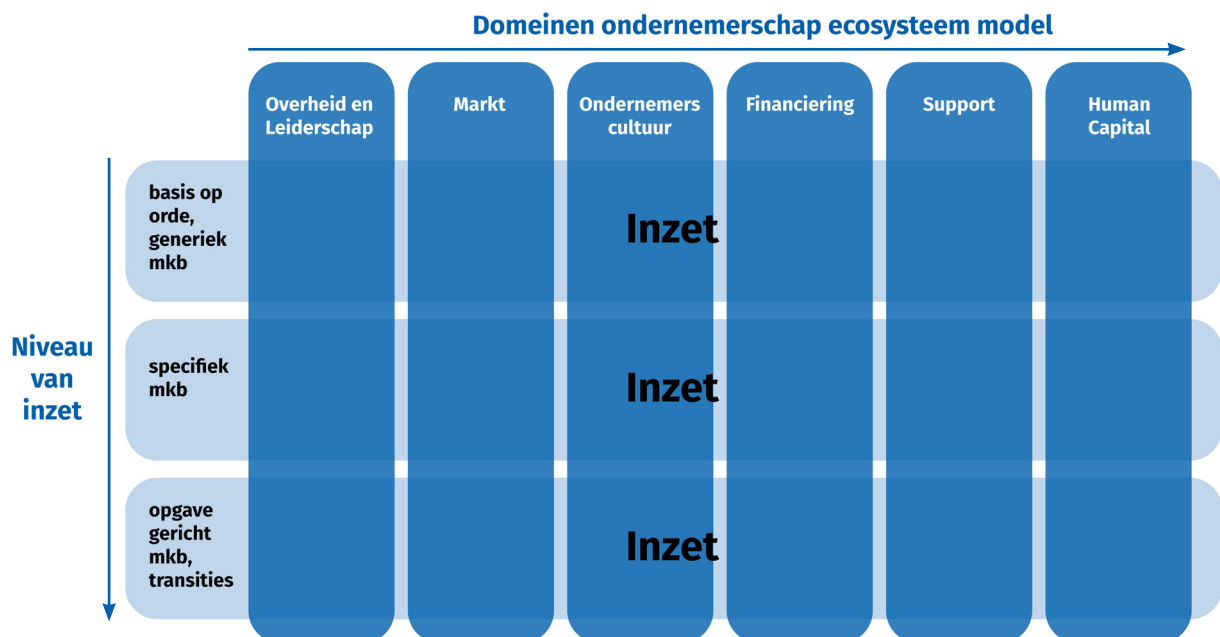 Domeinen ondernemerschap ecosysteem model
Overheid en
Leiderschap
Markt
Ondernemers
cultuur
Financiering
Support
Human
Capital
Niveau
van
inzet
basis op
orde,
generiek
mkb
Inzet
specifiek
mkb
Inzet
opgave
gericht
mkb,
transities
Inzet